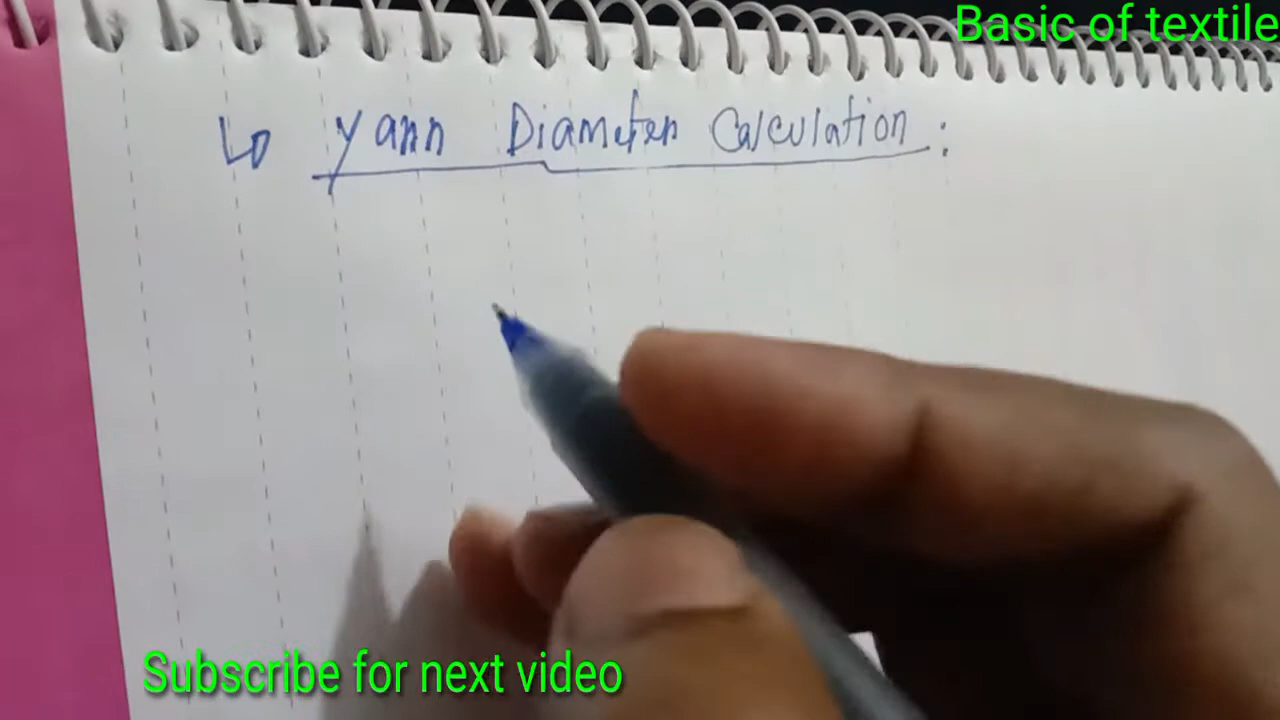 Basic of textile
↳ Yarn Diameter Calculation :
Subscribe for next video